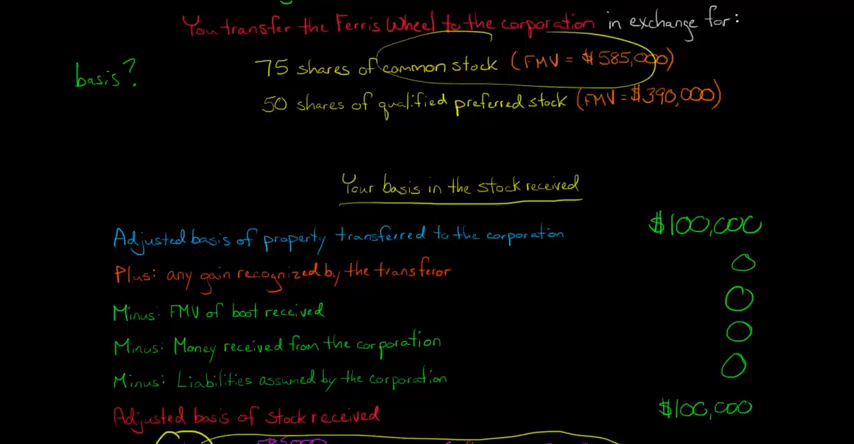 You transfer the Ferris Wheel to the corporation in exchange for:
75 shares of common stock (FMV = $585,000)
basis?
50 shares of qualified preferred stock (FMV = $390,000)
Your basis in the stock received
Adjusted basis of property transferred to the corporation $100,000
Plus: any gain recognized by the transferor 0
Minus: FMV of boot received 0
Minus: Money received from the corporation 0
Minus: Liabilities assumed by the corporation 0
Adjusted basis of stock received $100,000